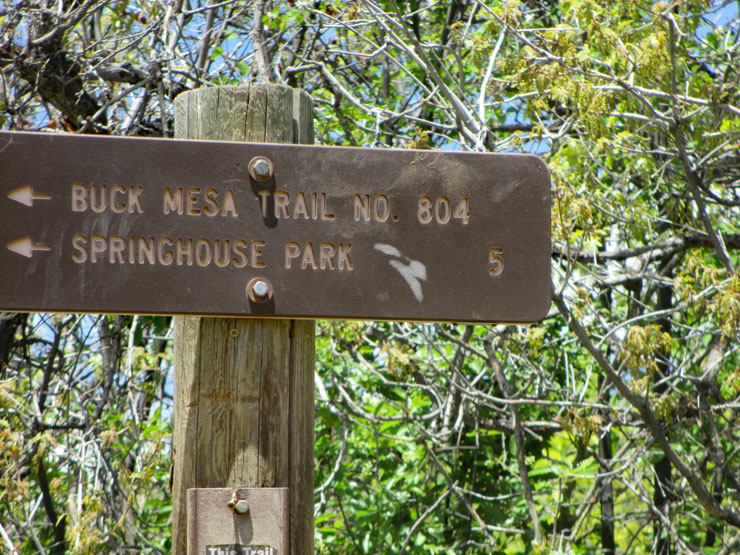 BUCK MESA TRAIL NO. 804
SPRINGHOUSE PARK 5
This Trail